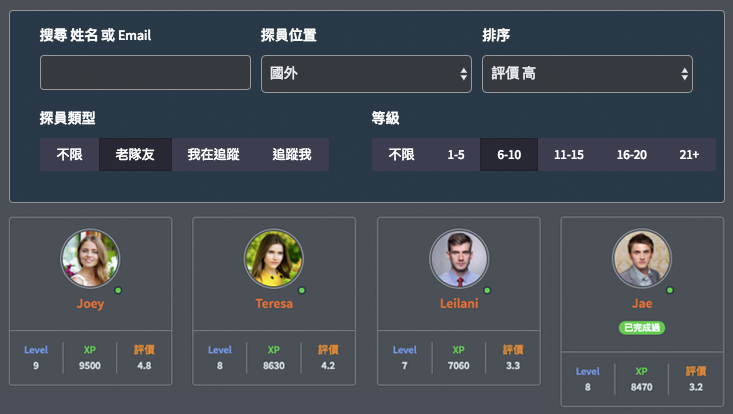 搜尋 姓名 或 Email 探員位置 排序
國外 評價 高
探員類型 等級
不限 老隊友 我在追蹤 追蹤我 不限 1-5 6-10 11-15 16-20 21+
Joey Teresa Leilani Jae
已完成過
Level XP 評價 Level XP 評價 Level XP 評價
9 9500 4.8 8 8630 4.2 7 7060 3.3
Level XP 評價
8 8470 3.2